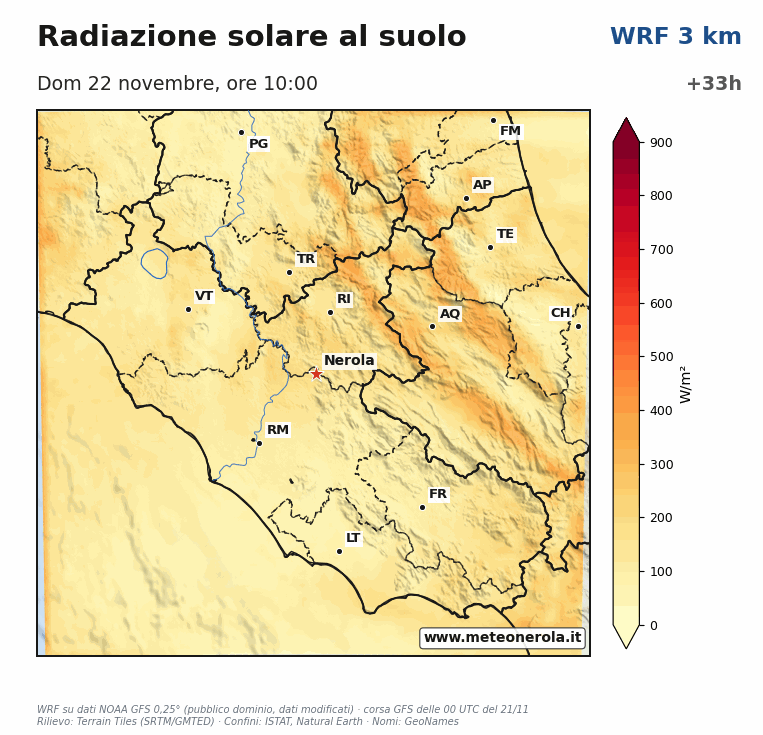 Radiazione solare al suolo
WRF 3 km
Dom 22 novembre, ore 10:00
+33h
FM
PG
AP
TE
TR
VT
RI
AQ
CH
Nerola
RM
FR
LT
www.meteonerola.it
900
800
700
600
500
400
300
200
100
0
W/m²
WRF su dati NOAA GFS 0,25° (pubblico dominio, dati modificati) · corsa GFS delle 00 UTC del 21/11
Rilievo: Terrain Tiles (SRTM/GMTED) · Confini: ISTAT, Natural Earth · Nomi: GeoNames